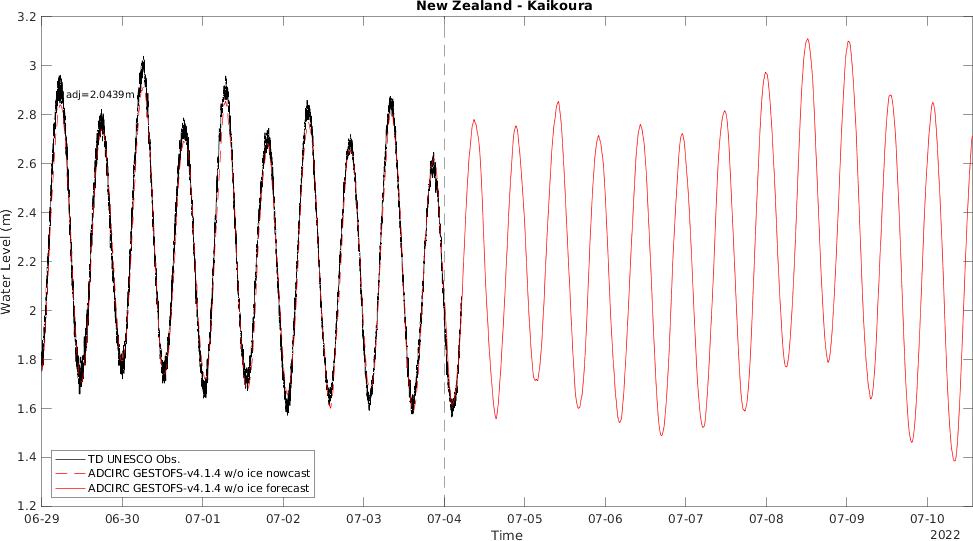 New Zealand - Kaikoura
3.2
3
2.8
2.6
2.4
2.2
2
1.8
1.6
1.4
1.2
Water Level (m)
adj=2.0439m
TD UNESCO Obs.
ADCIRC GESTOFS-v4.1.4 w/o ice nowcast
ADCIRC GESTOFS-v4.1.4 w/o ice forecast
06-29 06-30 07-01 07-02 07-03 07-04 07-05 07-06 07-07 07-08 07-09 07-10
Time
2022